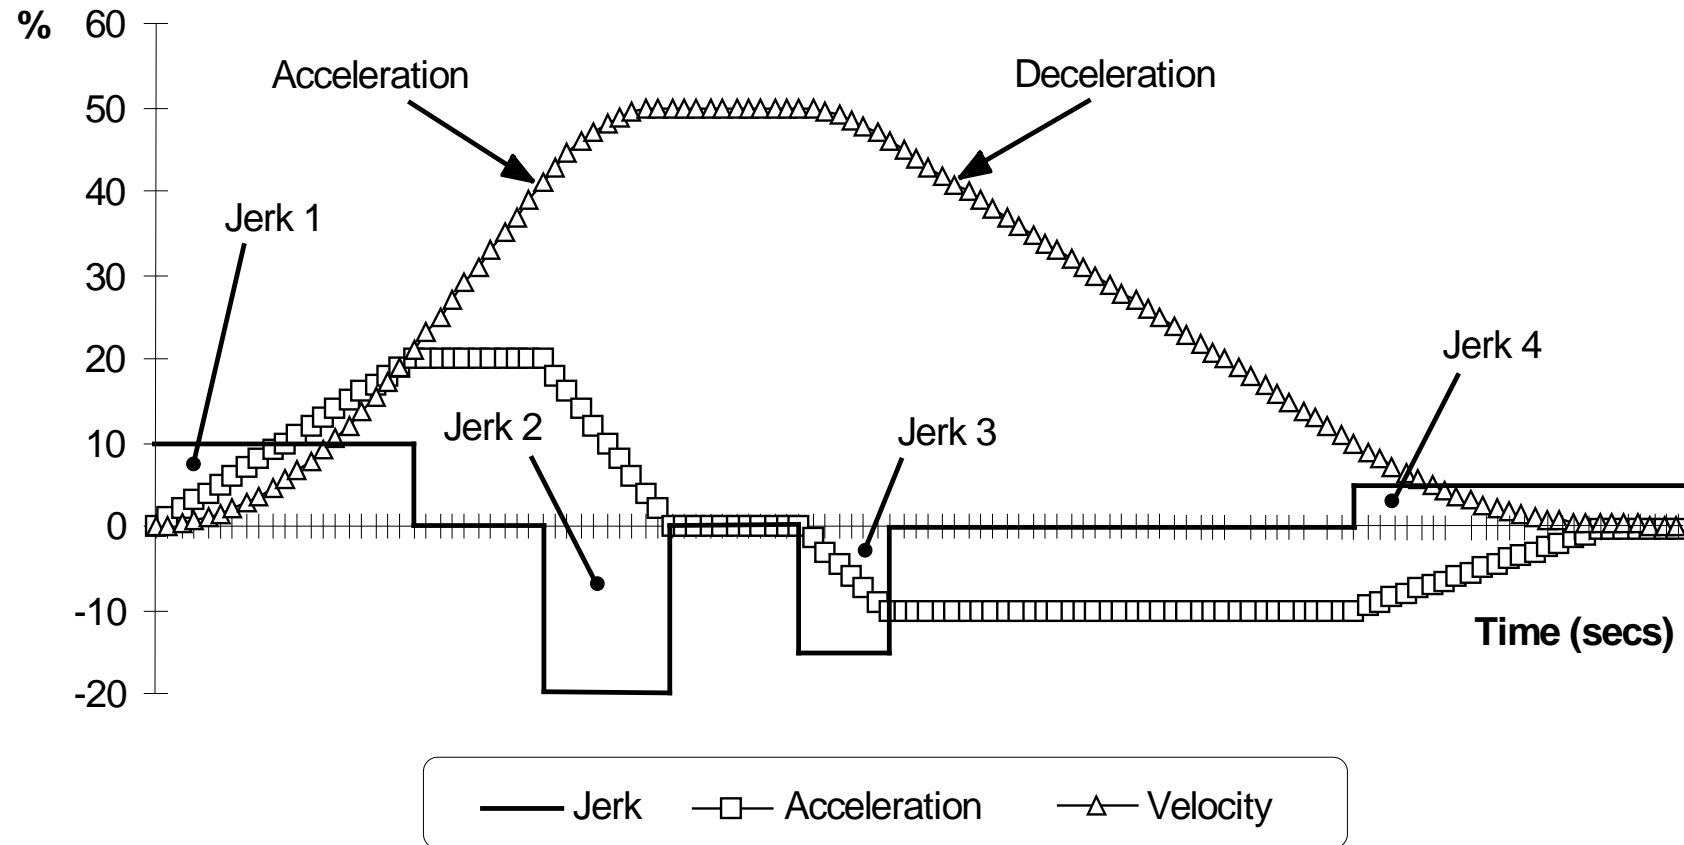 % 60
50
40
30
20
10
0
-10
-20
Acceleration
Deceleration
Jerk 1
Jerk 2
Jerk 3
Jerk 4
Time (secs)
Jerk Acceleration Velocity